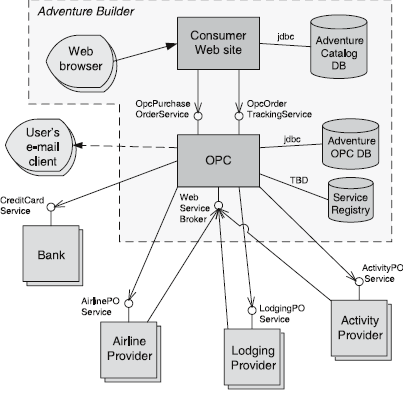 Adventure Builder
Web
browser
Consumer
Web site
jdbc
Adventure
Catalog
DB
OpcPurchase
OrderService
OpcOrder
TrackingService
User's
e-mail
client
OPC
jdbc
Adventure
OPC DB
TBD
Service
Registry
CreditCard
Service
Web
Service
Broker
Bank
AirlinePO
Service
LodgingPO
Service
ActivityPO
Service
Airline
Provider
Lodging
Provider
Activity
Provider